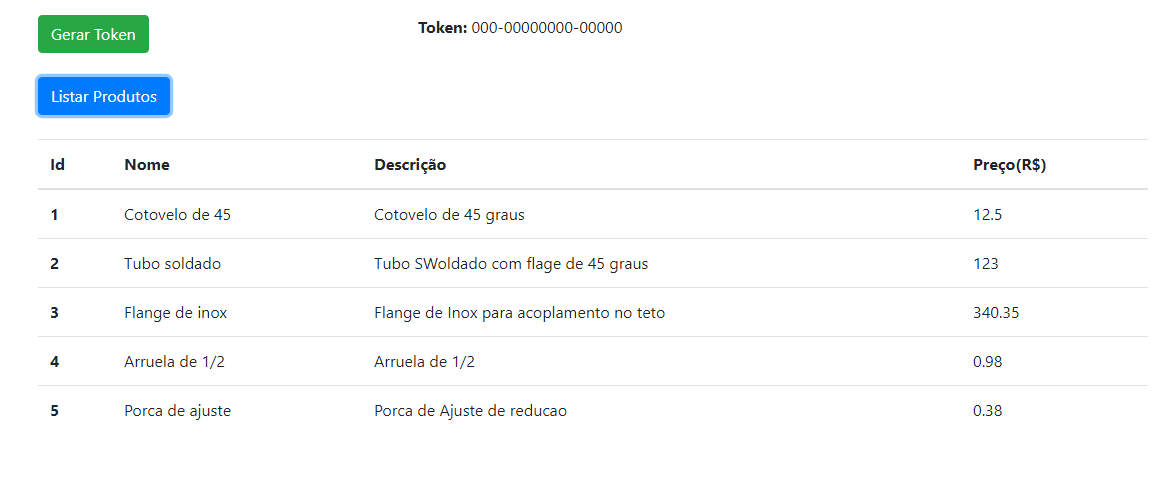 Gerar Token Token: 000-00000000-00000
Listar Produtos
Id Nome Descrição Preço(R$)
1 Cotovelo de 45 Cotovelo de 45 graus 12.5
2 Tubo soldado Tubo SWoldado com flage de 45 graus 123
3 Flange de inox Flange de Inox para acoplamento no teto 340.35
4 Arruela de 1/2 Arruela de 1/2 0.98
5 Porca de ajuste Porca de Ajuste de reducao 0.38